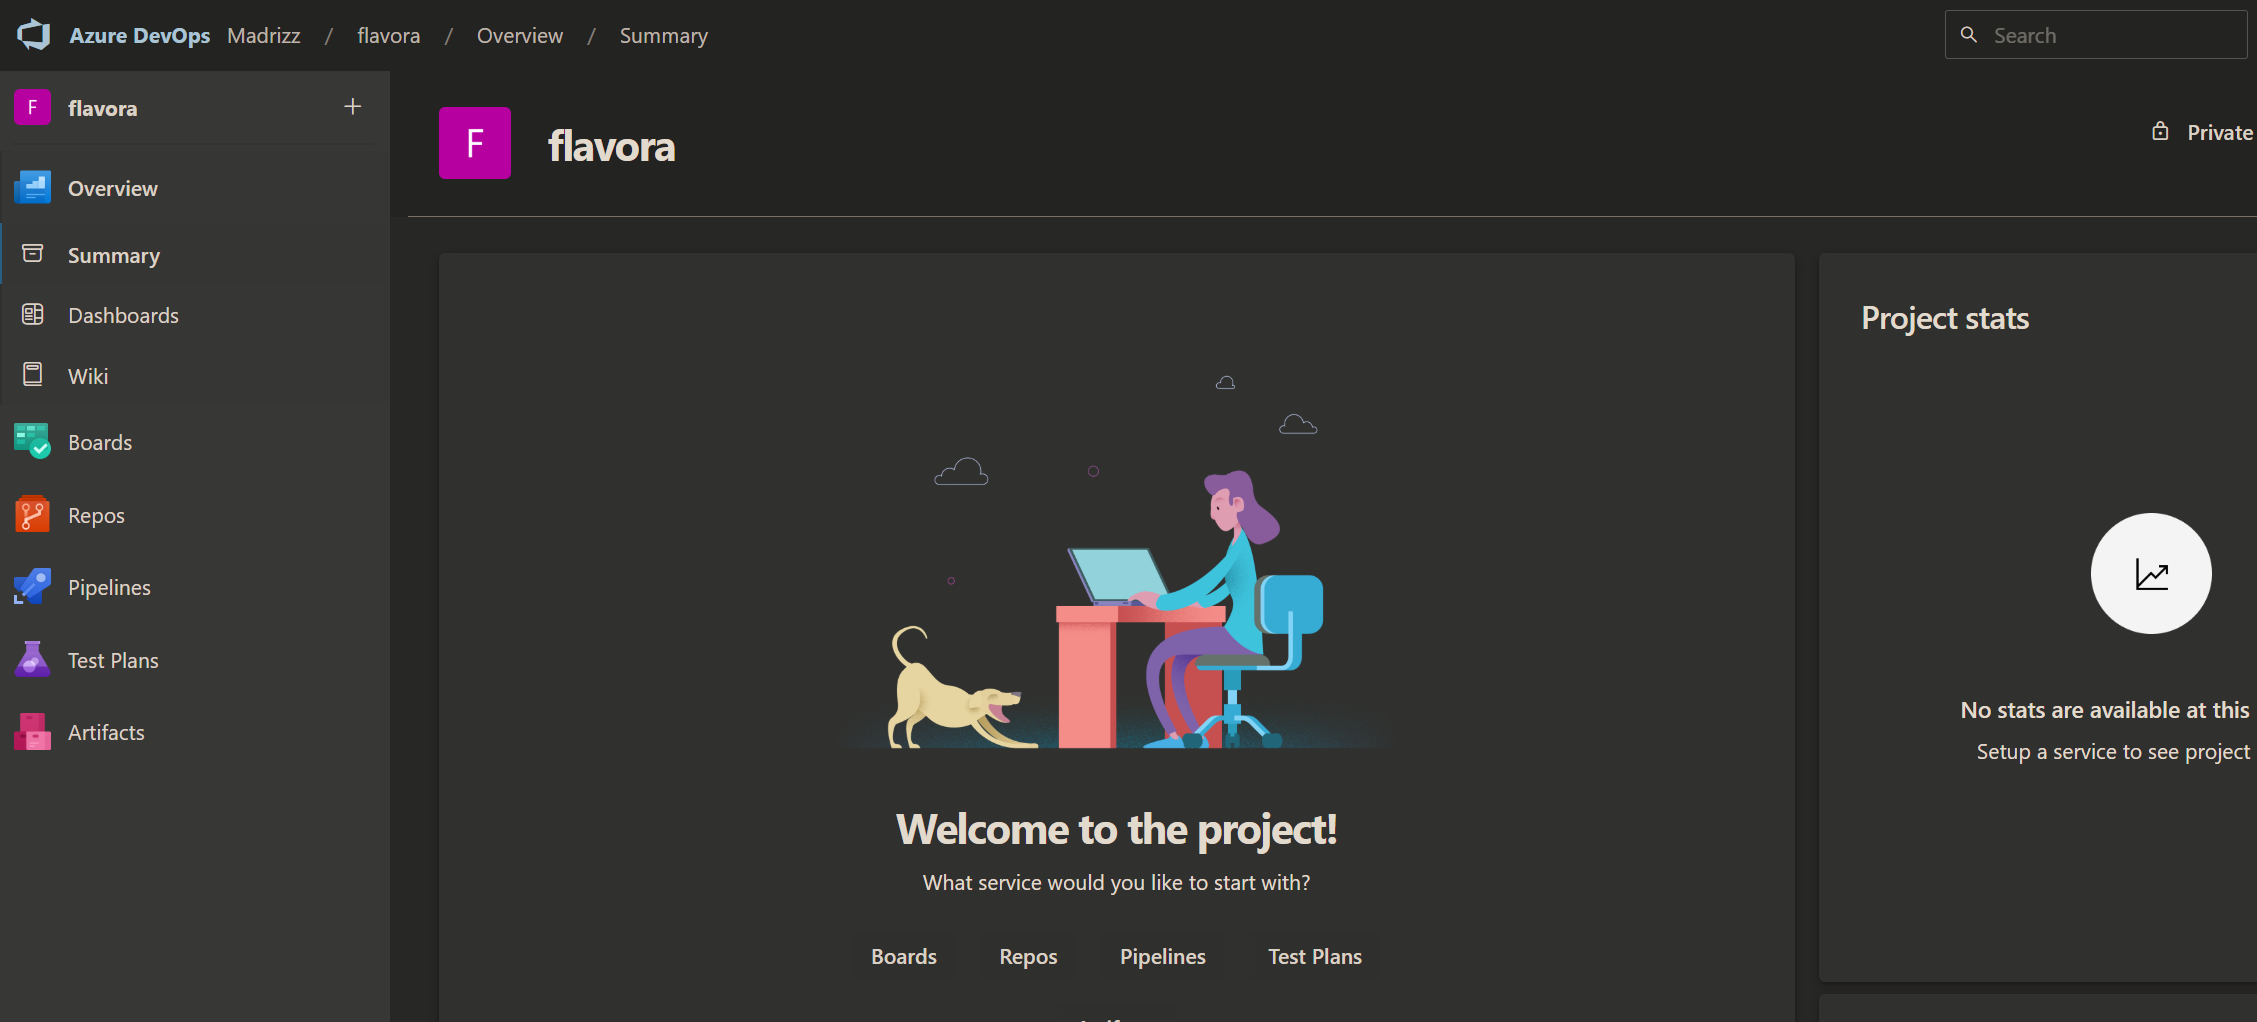 Azure DevOps Madrizz / flavora / Overview / Summary
Search
F flavora +
Overview
Summary
Dashboards
Wiki
Boards
Repos
Pipelines
Test Plans
Artifacts
F flavora
Private
Welcome to the project!
What service would you like to start with?
Boards Repos Pipelines Test Plans
Project stats
No stats are available at this
Setup a service to see project